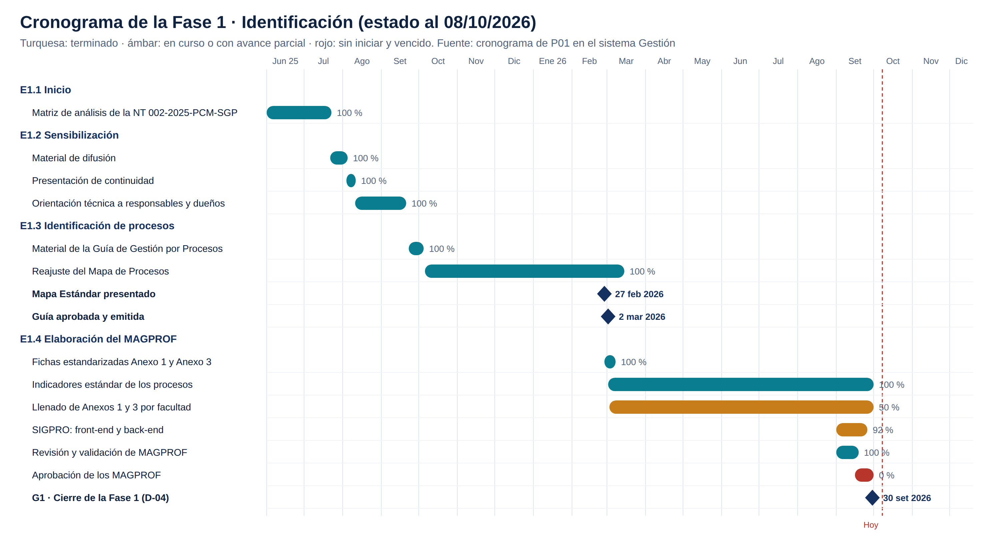 Cronograma de la Fase 1 · Identificación (estado al 08/10/2026)
Turquesa: terminado · ámbar: en curso o con avance parcial · rojo: sin iniciar y vencido. Fuente: cronograma de P01 en el sistema Gestión
Jun 25 Jul Ago Set Oct Nov Dic Ene 26 Feb Mar Abr May Jun Jul Ago Set Oct Nov Dic
E1.1 Inicio
Matriz de análisis de la NT 002-2025-PCM-SGP 100 %
E1.2 Sensibilización
Material de difusión 100 %
Presentación de continuidad 100 %
Orientación técnica a responsables y dueños 100 %
E1.3 Identificación de procesos
Material de la Guía de Gestión por Procesos 100 %
Reajuste del Mapa de Procesos 100 %
Mapa Estándar presentado 27 feb 2026
Guía aprobada y emitida 2 mar 2026
E1.4 Elaboración del MAGPROF
Fichas estandarizadas Anexo 1 y Anexo 3 100 %
Indicadores estándar de los procesos 100 %
Llenado de Anexos 1 y 3 por facultad 50 %
SIGPRO: front-end y back-end 92 %
Revisión y validación de MAGPROF 100 %
Aprobación de los MAGPROF 0 %
G1 · Cierre de la Fase 1 (D-04) 30 set 2026
Hoy